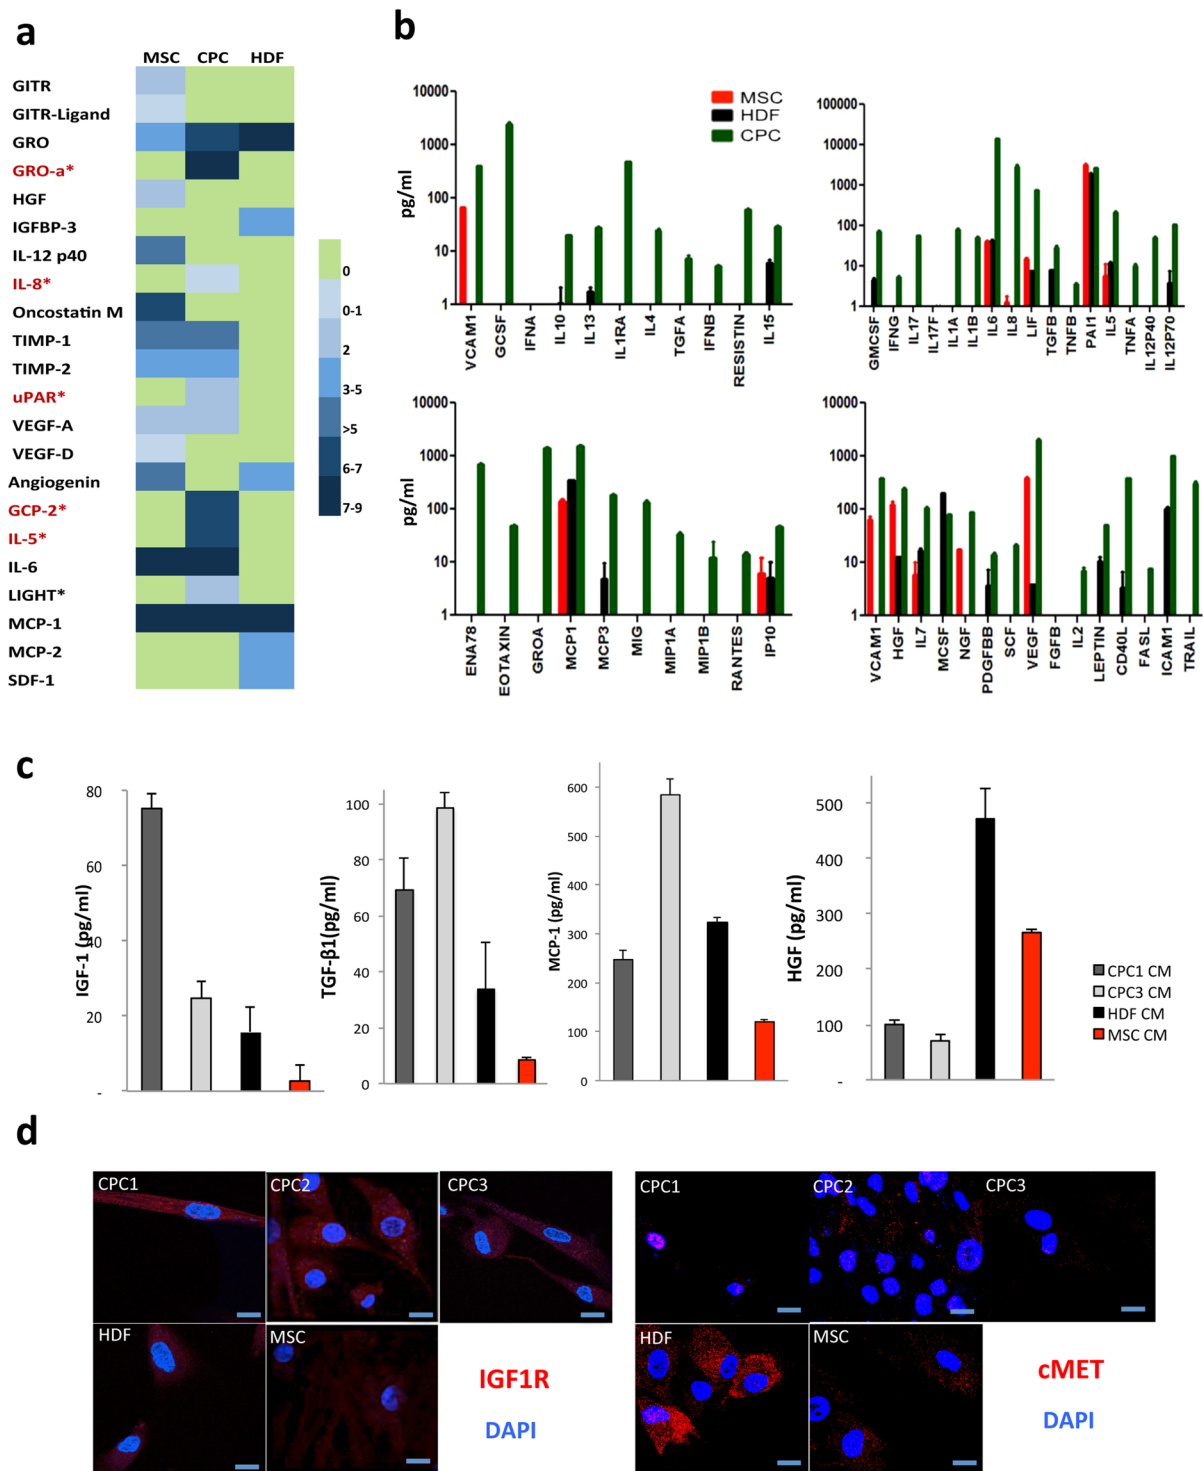 a
MSC CPC HDF
GITR
GITR-Ligand
GRO
GRO-a*
HGF
IGFBP-3
IL-12 p40
IL-8*
Oncostatin M
TIMP-1
TIMP-2
uPAR*
VEGF-A
VEGF-D
Angiogenin
GCP-2*
IL-5*
IL-6
LIGHT*
MCP-1
MCP-2
SDF-1
0
0-1
2
3-5
>5
6-7
7-9
b
pg/ml
10000
1000
100
10
1
MSC
HDF
CPC
VCAM1
GCSF
IFNA
IL10
IL13
IL1RA
IL4
TGFA
IFNB
RESISTIN
IL15
100000
10000
1000
100
10
1
GMCSF
IFNG
IL17
IL17F
IL1A
IL1B
IL6
IL8
LIF
TGFB
TNFB
PAI1
IL5
TNFA
IL12P40
IL12P70
pg/ml
10000
1000
100
10
1
ENA78
EOTAXIN
GROA
MCP1
MCP3
MIG
MIP1A
MIP1B
RANTES
IP10
10000
1000
100
10
1
VCAM1
HGF
IL7
MCSF
NGF
PDGFBB
SCF
VEGF
FGFB
IL2
LEPTIN
CD40L
FASL
ICAM1
TRAIL
c
IGF-1 (pg/ml)
80
60
40
20
-
TGF-β1(pg/ml)
100
80
60
40
20
0
MCP-1 (pg/ml)
600
500
400
300
200
100
0
HGF (pg/ml)
500
400
300
200
100
-
CPC1 CM
CPC3 CM
HDF CM
MSC CM
d
CPC1
CPC2
CPC3
HDF
MSC
IGF1R
DAPI
CPC1
CPC2
CPC3
HDF
MSC
cMET
DAPI